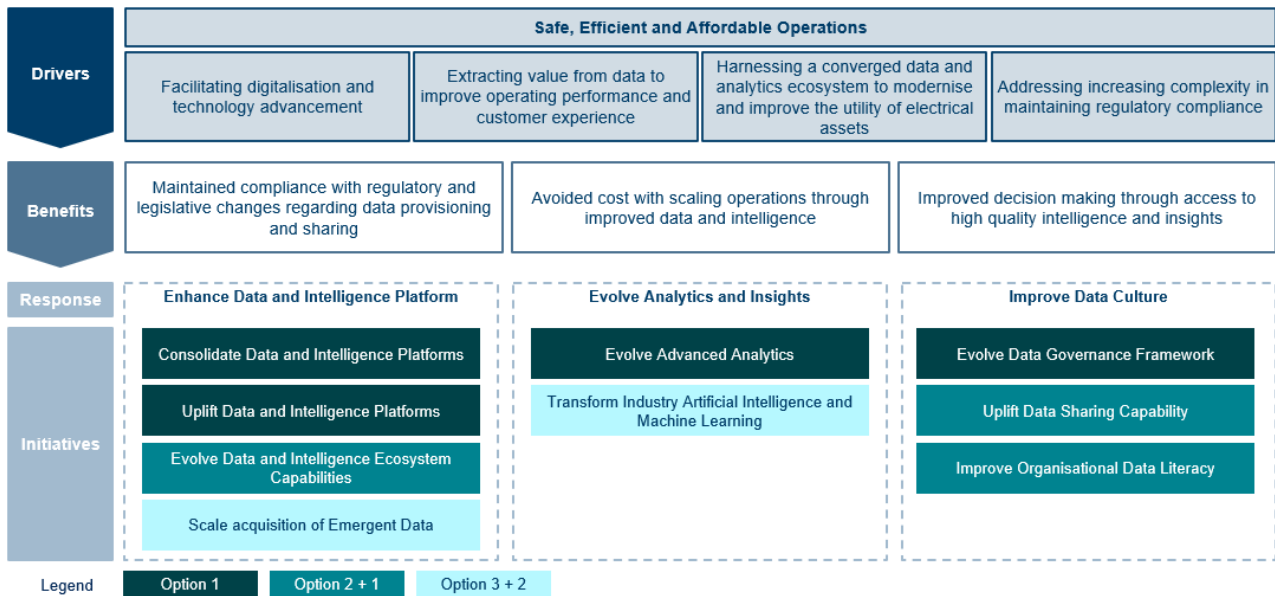 Drivers
Safe, Efficient and Affordable Operations
Facilitating digitalisation and
technology advancement
Extracting value from data to
improve operating performance and
customer experience
Harnessing a converged data and
analytics ecosystem to modernise
and improve the utility of electrical
assets
Addressing increasing complexity in
maintaining regulatory compliance
Benefits
Maintained compliance with regulatory and
legislative changes regarding data provisioning
and sharing
Avoided cost with scaling operations through
improved data and intelligence
Improved decision making through access to
high quality intelligence and insights
Response
Enhance Data and Intelligence Platform
Evolve Analytics and Insights
Improve Data Culture
Initiatives
Consolidate Data and Intelligence Platforms
Uplift Data and Intelligence Platforms
Evolve Data and Intelligence Ecosystem
Capabilities
Scale acquisition of Emergent Data
Evolve Advanced Analytics
Transform Industry Artificial Intelligence and
Machine Learning
Evolve Data Governance Framework
Uplift Data Sharing Capability
Improve Organisational Data Literacy
Legend
Option 1
Option 2 + 1
Option 3 + 2